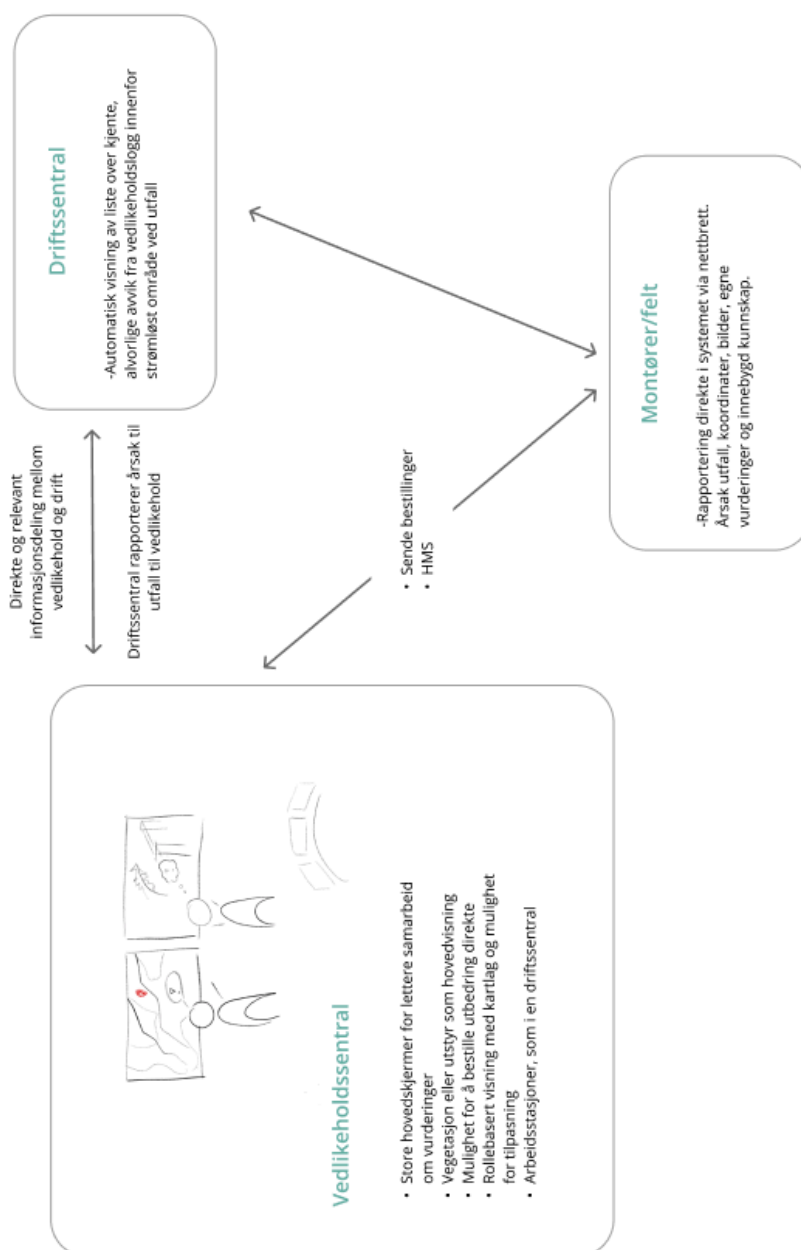 Vedlikeholdssentral
• Store hovedskjermer for lettere samarbeid
om vurderinger
• Vegetasjon eller utstyr som hovedvisning
• Mulighet for å bestille utbedring direkte
• Rollebasert visning med kartlag og mulighet
for tilpasning
• Arbeidsstasjoner, som i en driftssentral
Direkte og relevant
informasjonsdeling mellom
vedlikehold og drift
Driftssentral rapporterer årsak til
utfall til vedlikehold
• Sende bestillinger
• HMS
Driftssentral
-Automatisk visning av liste over kjente,
alvorlige avvik fra vedlikeholdslogg innenfor
strømløst område ved utfall
Montører/felt
-Rapportering direkte i systemet via nettbrett.
Årsak utfall, koordinater, bilder, egne
vurderinger og innebygd kunnskap.